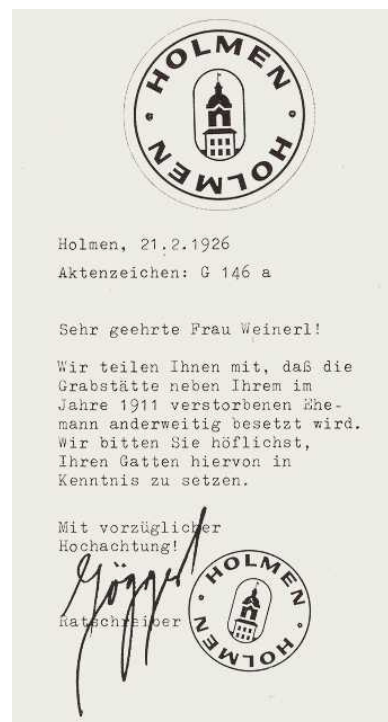 HOLMEN
HOLMEN
Holmen, 21.2.1926
Aktenzeichen: G 146 a
Sehr geehrte Frau Weinerl!
Wir teilen Ihnen mit, daß die
Grabstätte neben Ihrem im
Jahre 1911 verstorbenen Ehe-
mann anderweitig besetzt wird.
Wir bitten Sie höflichst,
Ihren Gatten hiervon in
Kenntnis zu setzen.
Mit vorzüglicher
Hochachtung!
Ratschreiber
HOLMEN
HOLMEN